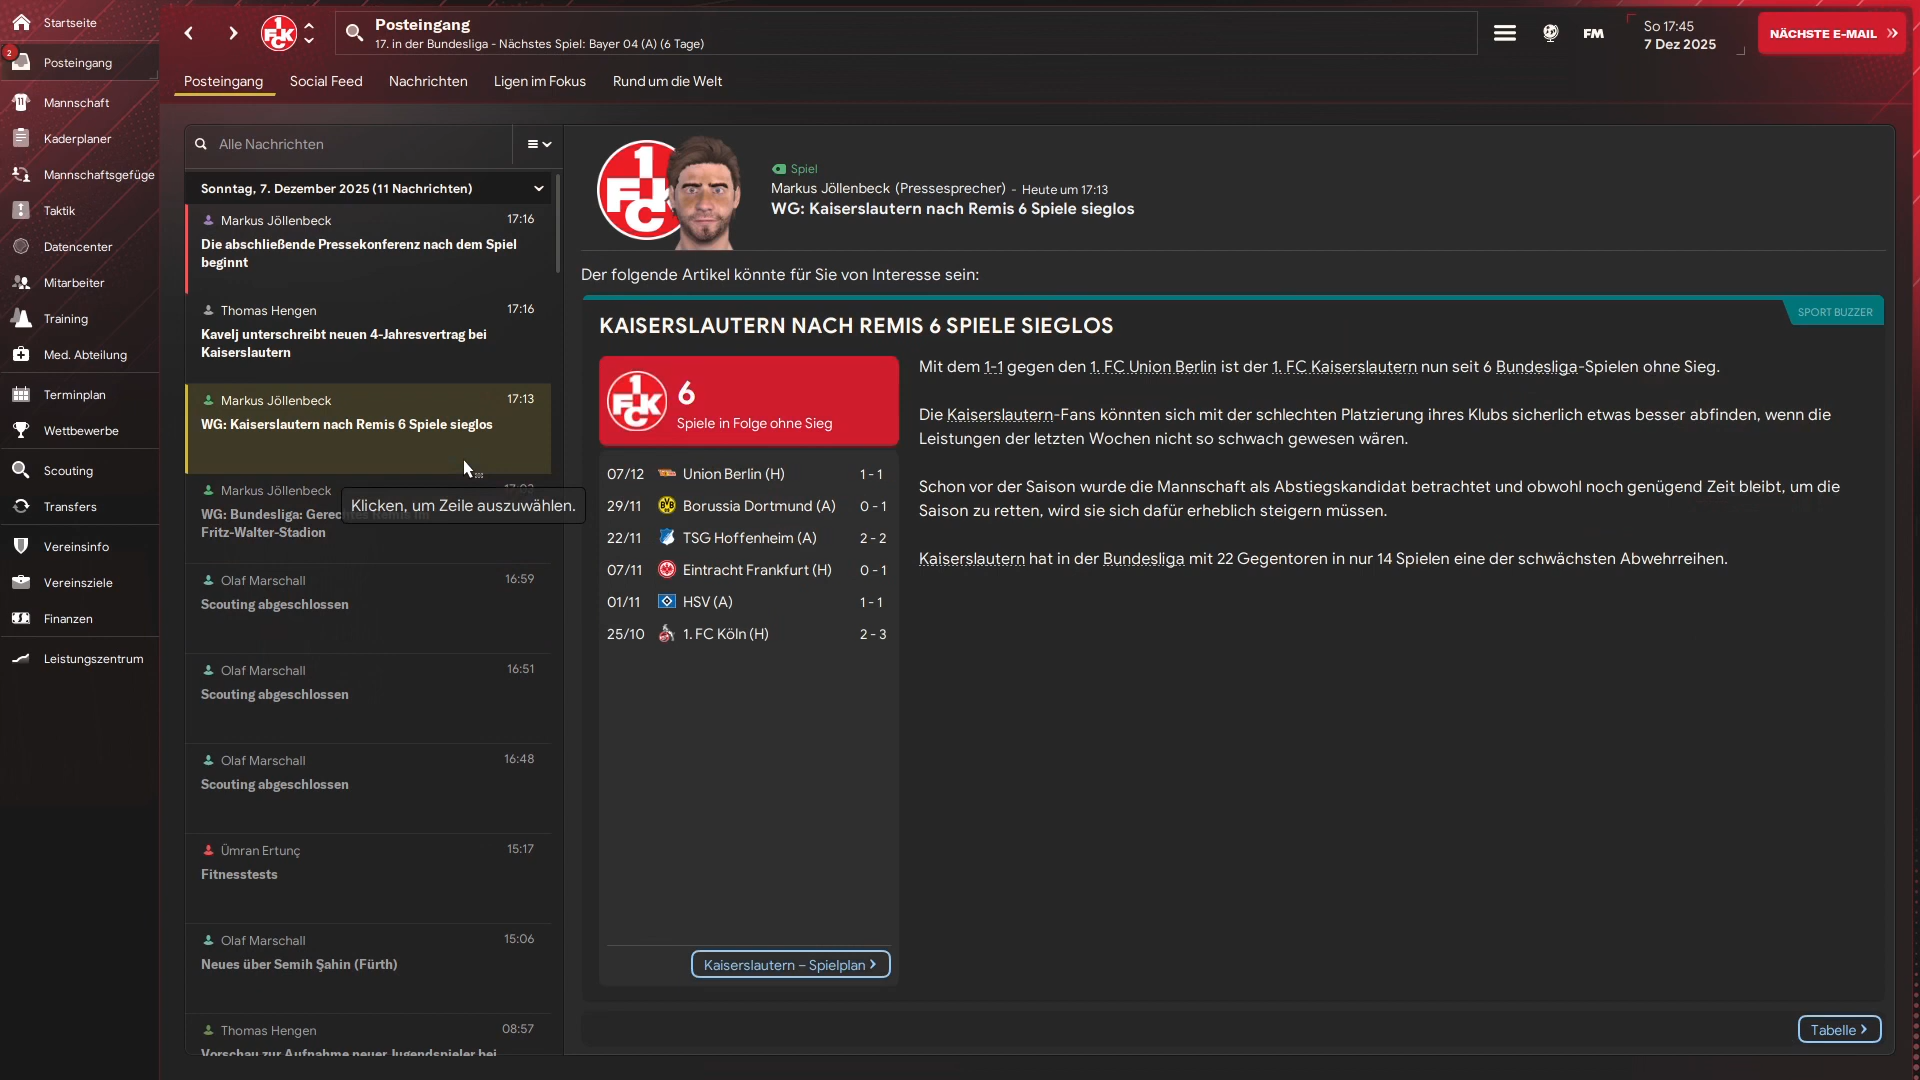 Startseite
2
Posteingang
Mannschaft
Kaderplaner
Mannschaftsgefüge
Taktik
Datencenter
Mitarbeiter
Training
Med. Abteilung
Terminplan
Wettbewerbe
Scouting
Transfers
Vereinsinfo
Vereinsziele
Finanzen
Leistungszentrum
Posteingang
17. in der Bundesliga - Nächstes Spiel: Bayer 04 (A) (6 Tage)
FM
So 17:45
7 Dez 2025
NÄCHSTE E-MAIL
Posteingang Social Feed Nachrichten Ligen im Fokus Rund um die Welt
Alle Nachrichten
Sonntag, 7. Dezember 2025 (11 Nachrichten)
Markus Jöllenbeck 17:16
Die abschließende Pressekonferenz nach dem Spiel
beginnt
Thomas Hengen 17:16
Kavelj unterschreibt neuen 4-Jahresvertrag bei
Kaiserslautern
Markus Jöllenbeck 17:13
WG: Kaiserslautern nach Remis 6 Spiele sieglos
Markus Jöllenbeck
Klicken, um Zeile auszuwählen.
WG: Bundesliga: Gerechtes Remis im
Fritz-Walter-Stadion
Olaf Marschall 16:59
Scouting abgeschlossen
Olaf Marschall 16:51
Scouting abgeschlossen
Olaf Marschall 16:48
Scouting abgeschlossen
Ümran Ertunç 15:17
Fitnesstests
Olaf Marschall 15:06
Neues über Semih Şahin (Fürth)
Thomas Hengen 08:57
Vorschau zur Aufnahme neuer Jugendspieler bei
1 FCK
Spiel
Markus Jöllenbeck (Pressesprecher) - Heute um 17:13
WG: Kaiserslautern nach Remis 6 Spiele sieglos
Der folgende Artikel könnte für Sie von Interesse sein:
SPORT BUZZER
KAISERSLAUTERN NACH REMIS 6 SPIELE SIEGLOS
6
Spiele in Folge ohne Sieg
07/12 Union Berlin (H) 1 - 1
29/11 Borussia Dortmund (A) 0 - 1
22/11 TSG Hoffenheim (A) 2 - 2
07/11 Eintracht Frankfurt (H) 0 - 1
01/11 HSV (A) 1 - 1
25/10 1. FC Köln (H) 2 - 3
Kaiserslautern – Spielplan
Mit dem 1-1 gegen den 1. FC Union Berlin ist der 1. FC Kaiserslautern nun seit 6 Bundesliga-Spielen ohne Sieg.
Die Kaiserslautern-Fans könnten sich mit der schlechten Platzierung ihres Klubs sicherlich etwas besser abfinden, wenn die
Leistungen der letzten Wochen nicht so schwach gewesen wären.
Schon vor der Saison wurde die Mannschaft als Abstiegskandidat betrachtet und obwohl noch genügend Zeit bleibt, um die
Saison zu retten, wird sie sich dafür erheblich steigern müssen.
Kaiserslautern hat in der Bundesliga mit 22 Gegentoren in nur 14 Spielen eine der schwächsten Abwehrreihen.
Tabelle